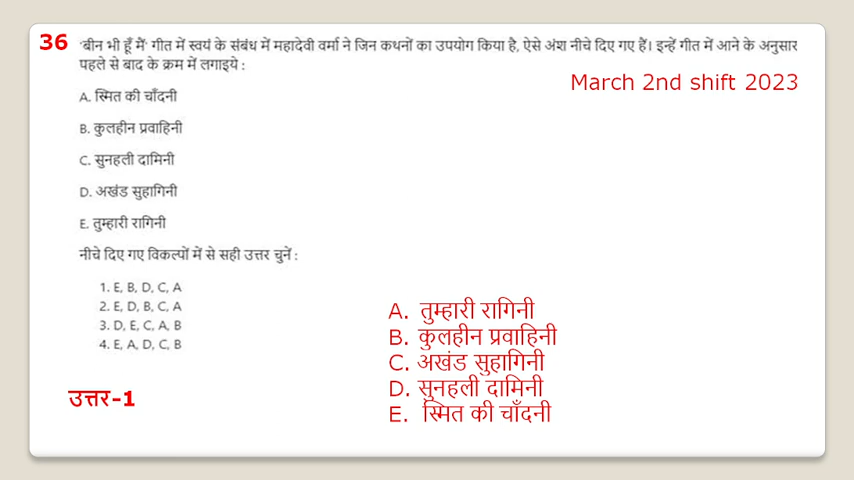 36 'बीन भी हूँ मैं' गीत में स्वयं के संबंध में महादेवी वर्मा ने जिन कथनों का उपयोग किया है, ऐसे अंश नीचे दिए गए हैं। इन्हें गीत में आने के अनुसार
पहले से बाद के क्रम में लगाइये :
March 2nd shift 2023
A. स्मित की चाँदनी
B. कुलहीन प्रवाहिनी
C. सुनहली दामिनी
D. अखंड सुहागिनी
E. तुम्हारी रागिनी
नीचे दिए गए विकल्पों में से सही उत्तर चुनें :
1. E, B, D, C, A
2. E, D, B, C, A
3. D, E, C, A, B
4. E, A, D, C, B
A. तुम्हारी रागिनी
B. कुलहीन प्रवाहिनी
C. अखंड सुहागिनी
D. सुनहली दामिनी
E. स्मित की चाँदनी
उत्तर-1